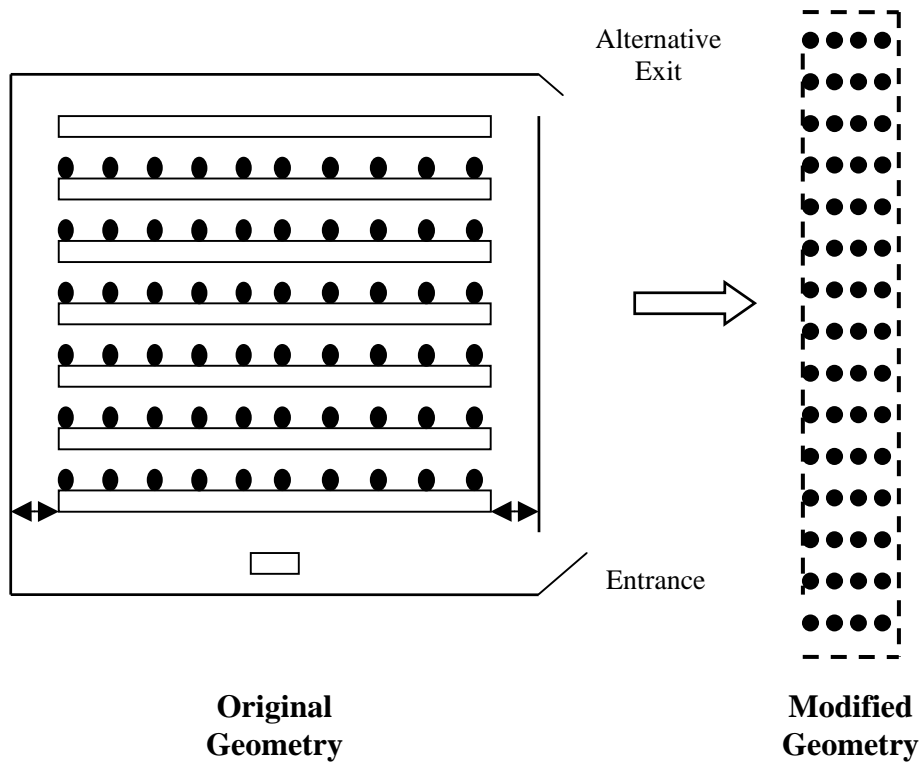 Alternative
Exit
Entrance
Original
Geometry
Modified
Geometry